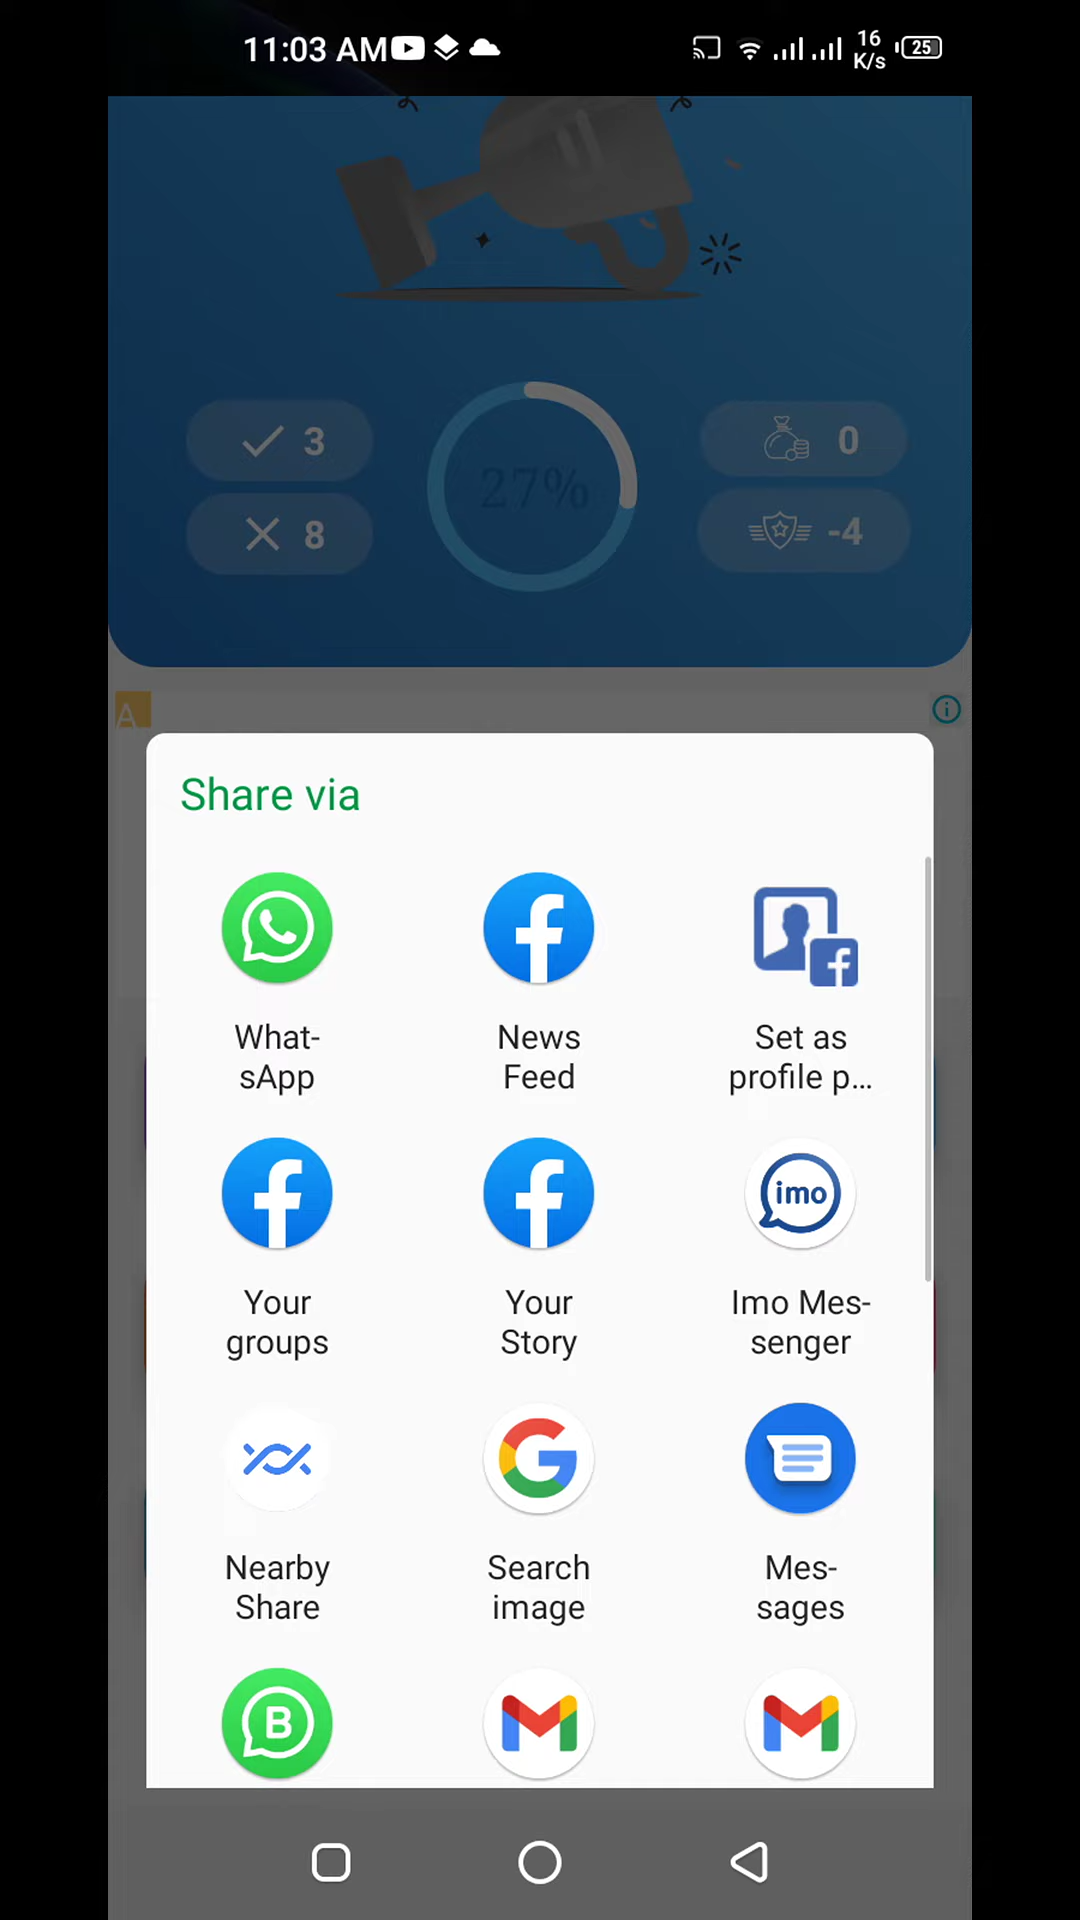 11:03 AM
16
K/s
25
3
27%
0
8
-4
A
Share via
What-
sApp
News
Feed
Set as
profile p...
Your
groups
Your
Story
imo
Imo Mes-
senger
Nearby
Share
Search
image
Mes-
sages
B